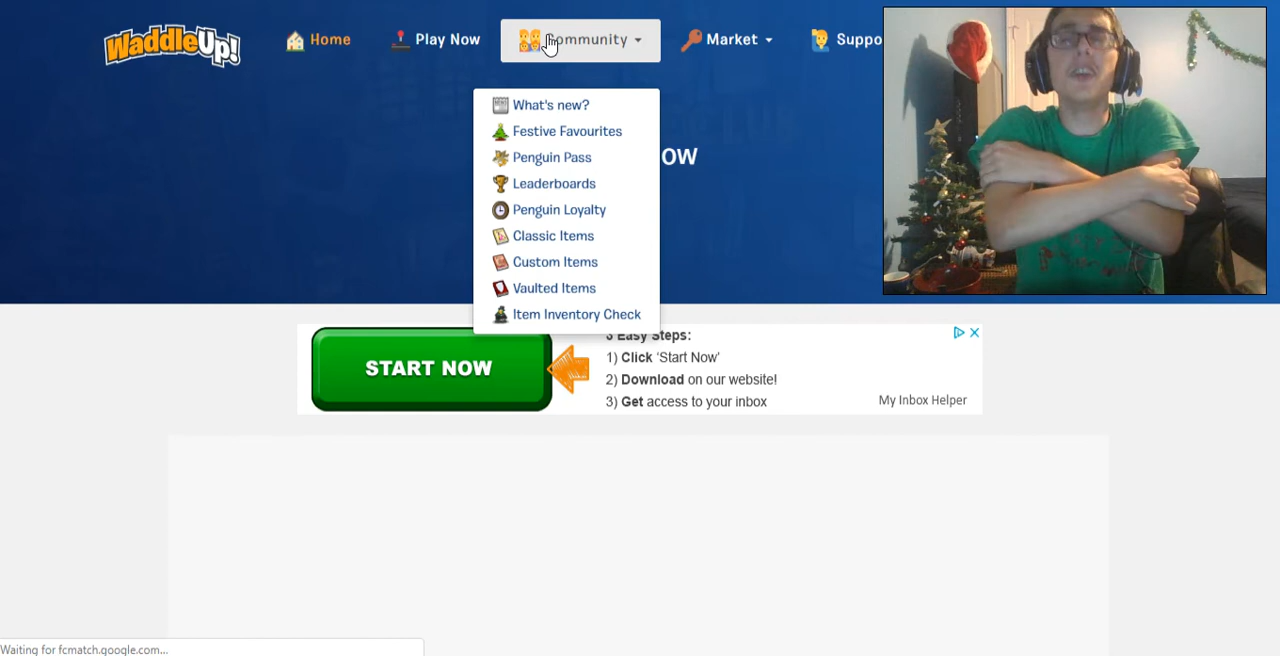 WaddleUp!
Home
Play Now
ommunity
Market
Suppo
What's new?
Festive Favourites
Penguin Pass
Leaderboards
Penguin Loyalty
Classic Items
Custom Items
Vaulted Items
Item Inventory Check
OW
START NOW
3 Easy Steps:
1) Click 'Start Now'
2) Download on our website!
3) Get access to your inbox
My Inbox Helper
Waiting for fcmatch.google.com...